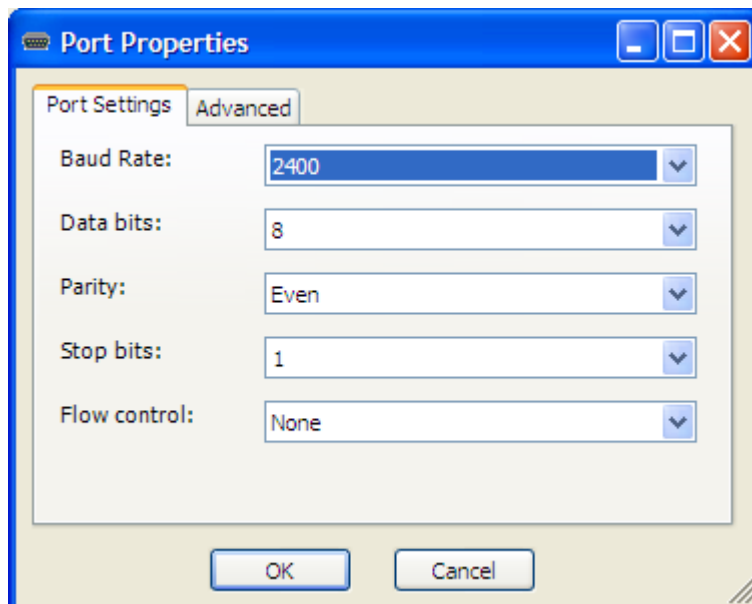 Port Properties
Port Settings Advanced
Baud Rate: 2400
Data bits: 8
Parity: Even
Stop bits: 1
Flow control: None
OK Cancel